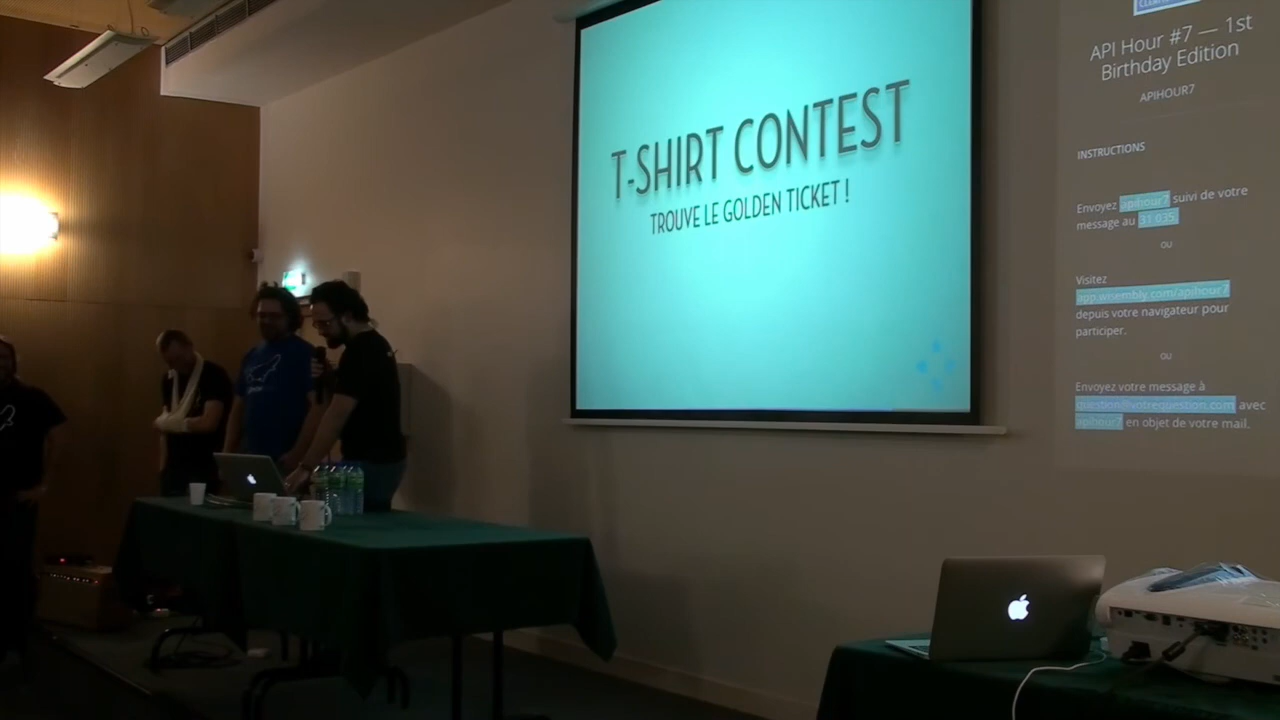 T-SHIRT CONTEST
TROUVE LE GOLDEN TICKET !
API Hour #7 — 1st
Birthday Edition
APIHOUR7
INSTRUCTIONS
Envoyez apihour7 suivi de votre
message au 31 035
ou
Visitez
app.wisembly.com/apihour7
depuis votre navigateur pour
participer.
ou
Envoyez votre message à
question@votrequestion.com avec
apihour7 en objet de votre mail.